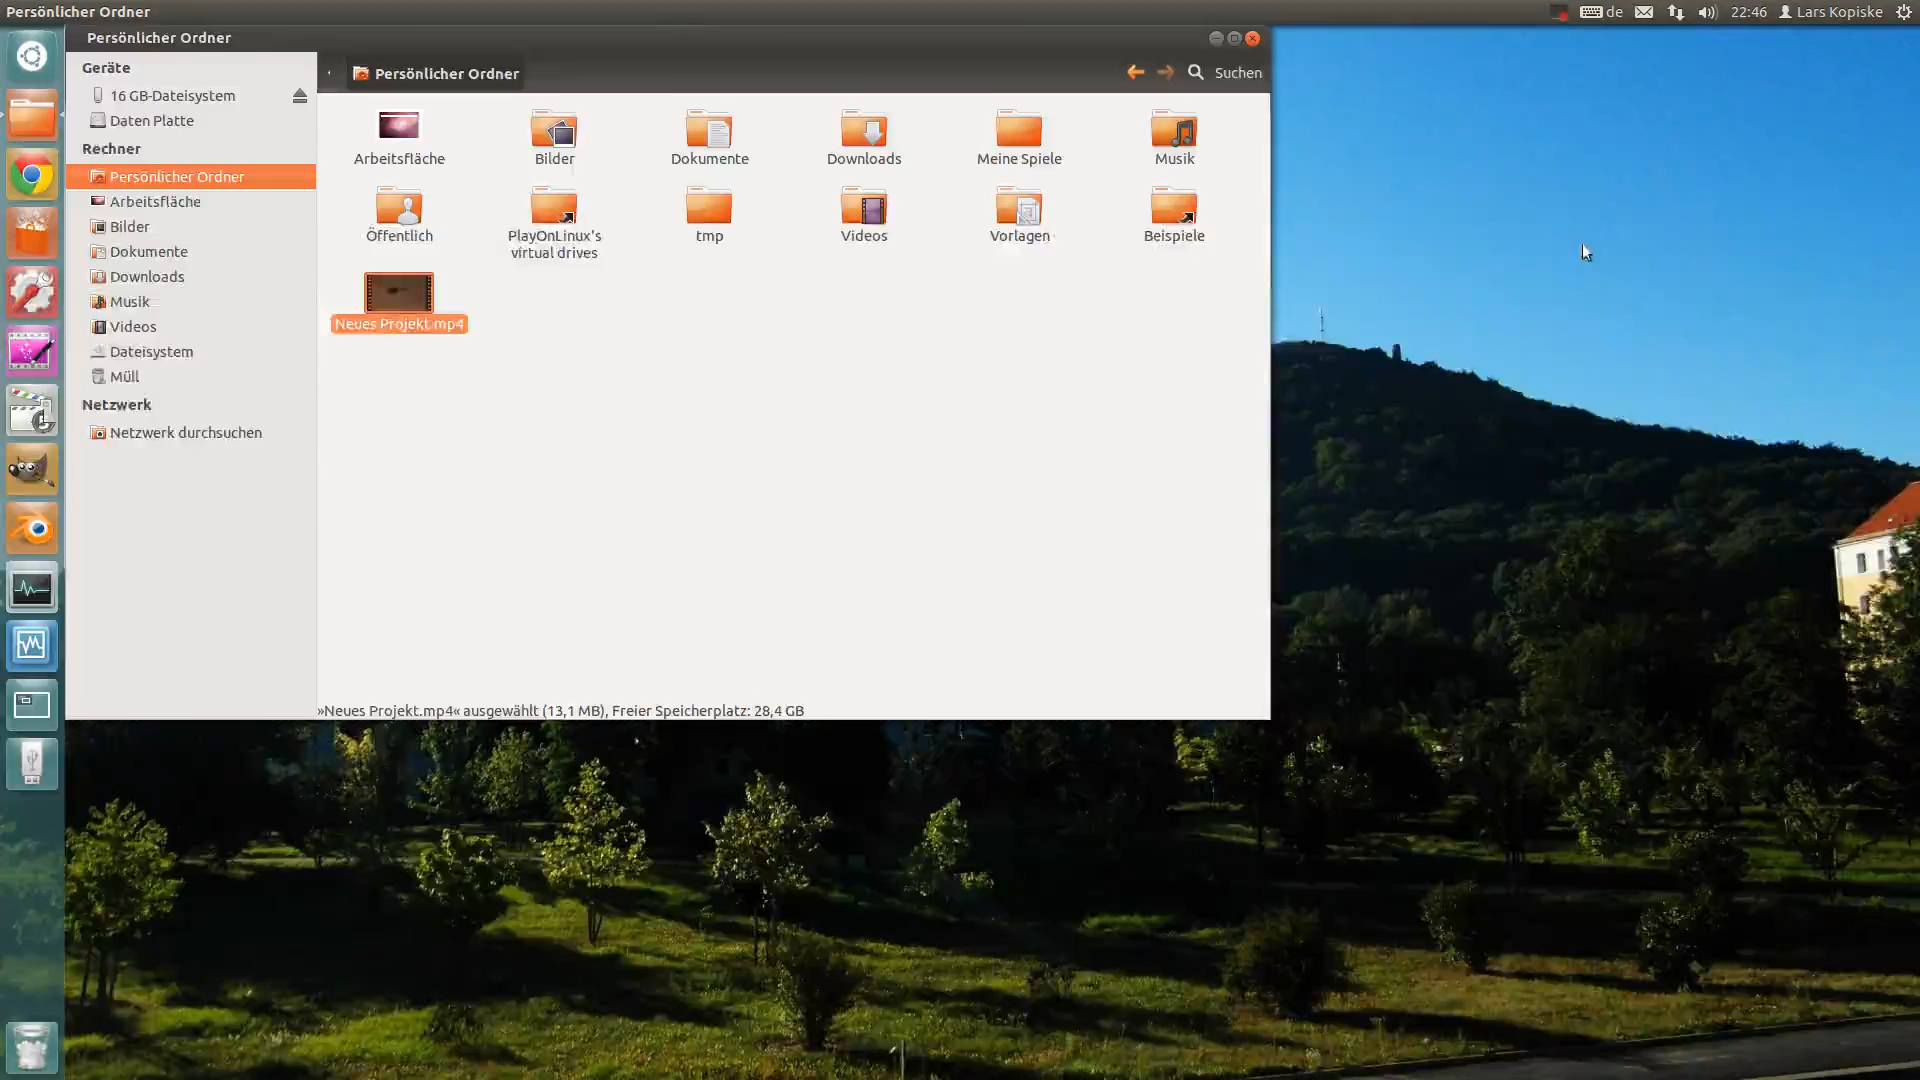 Persönlicher Ordner
de
22:46
Lars Kopiske
Persönlicher Ordner
Geräte
16 GB-Dateisystem
Daten Platte
Rechner
Persönlicher Ordner
Arbeitsfläche
Bilder
Dokumente
Downloads
Musik
Videos
Dateisystem
Müll
Netzwerk
Netzwerk durchsuchen
Persönlicher Ordner
Suchen
Arbeitsfläche
Bilder
Dokumente
Downloads
Meine Spiele
Musik
Öffentlich
PlayOnLinux's
virtual drives
tmp
Videos
Vorlagen
Beispiele
Neues Projekt.mp4
»Neues Projekt.mp4« ausgewählt (13,1 MB), Freier Speicherplatz: 28,4 GB